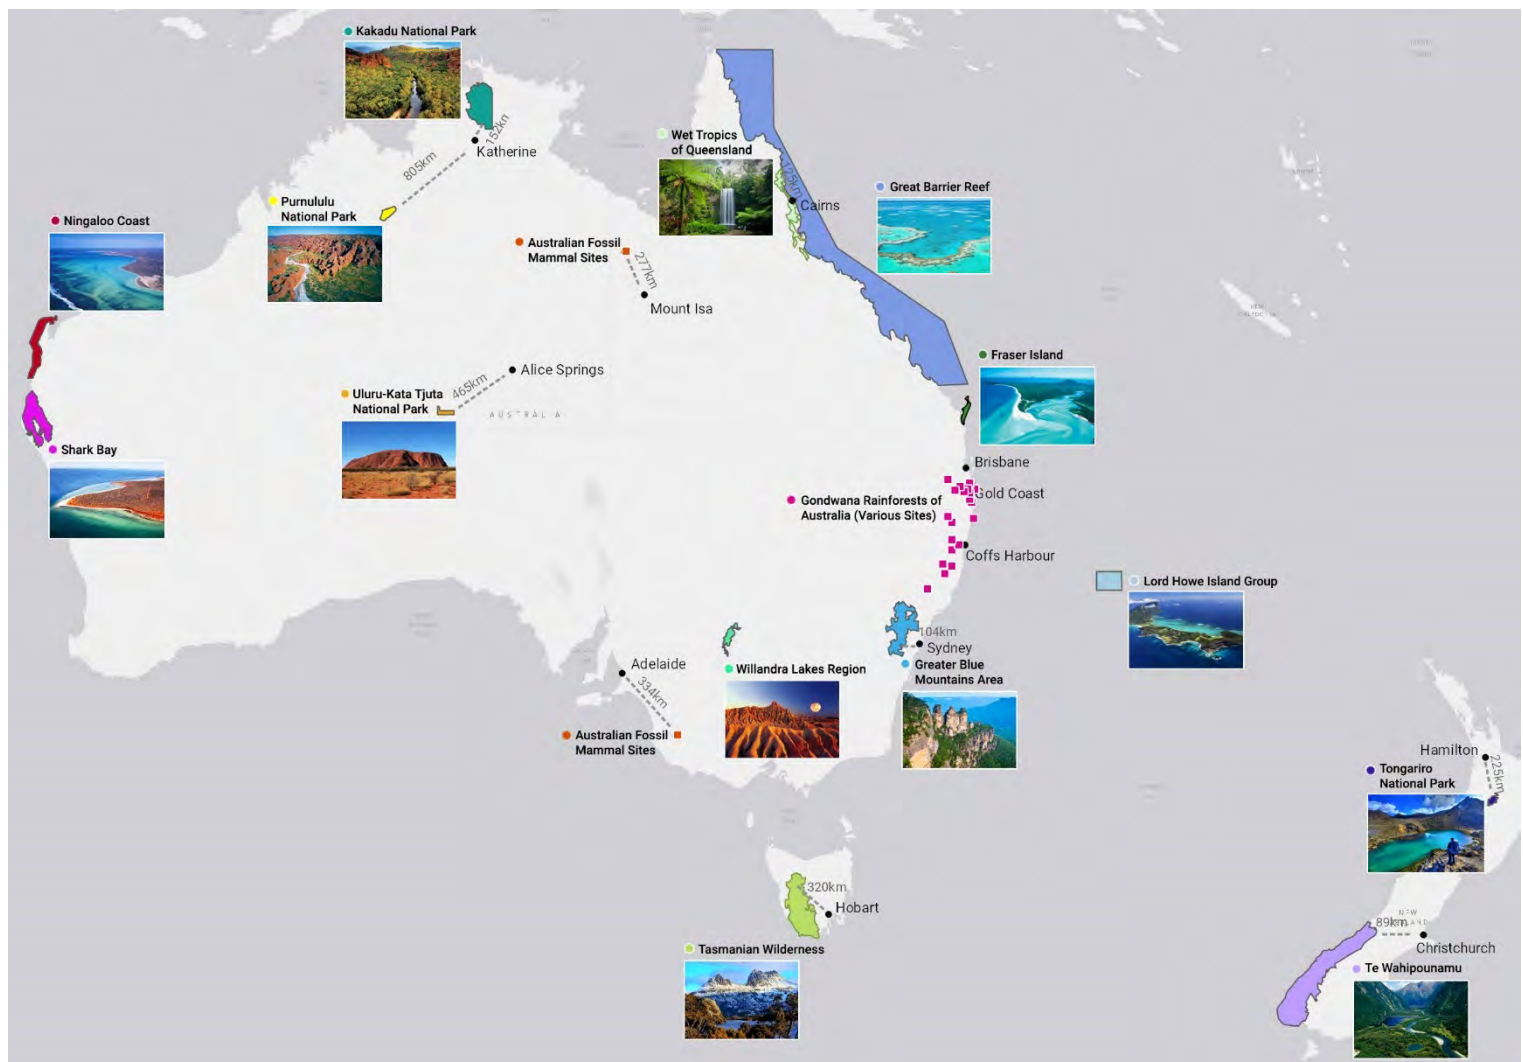 Kakadu National Park
152kn
Katherine
805km
Purnululu
National Park
Ningaloo Coast
Wet Tropics
of Queensland
125km
Cairns
Great Barrier Reef
Australian Fossil
Mammal Sites
277km
Mount Isa
Alice Springs
465km
Uluru-Kata Tjuta
National Park
AUSTRALIA
Fraser Island
Shark Bay
Brisbane
Gold Coast
Gondwana Rainforests of
Australia (Various Sites)
Coffs Harbour
Lord Howe Island Group
104km
Sydney
Greater Blue
Mountains Area
Willandra Lakes Region
Adelaide
334km
Australian Fossil
Mammal Sites
Hamilton
225km
Tongariro
National Park
320km
Hobart
Tasmanian Wilderness
NEW
89km
Christchurch
Te Wahipounamu